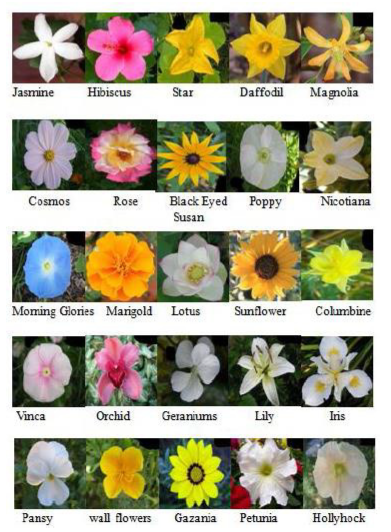 Jasmine Hibiscus Star Daffodil Magnolia
Cosmos Rose Black Eyed Susan Poppy Nicotiana
Morning Glories Marigold Lotus Sunflower Columbine
Vinca Orchid Geraniums Lily Iris
Pansy wall flowers Gazania Petunia Hollyhock